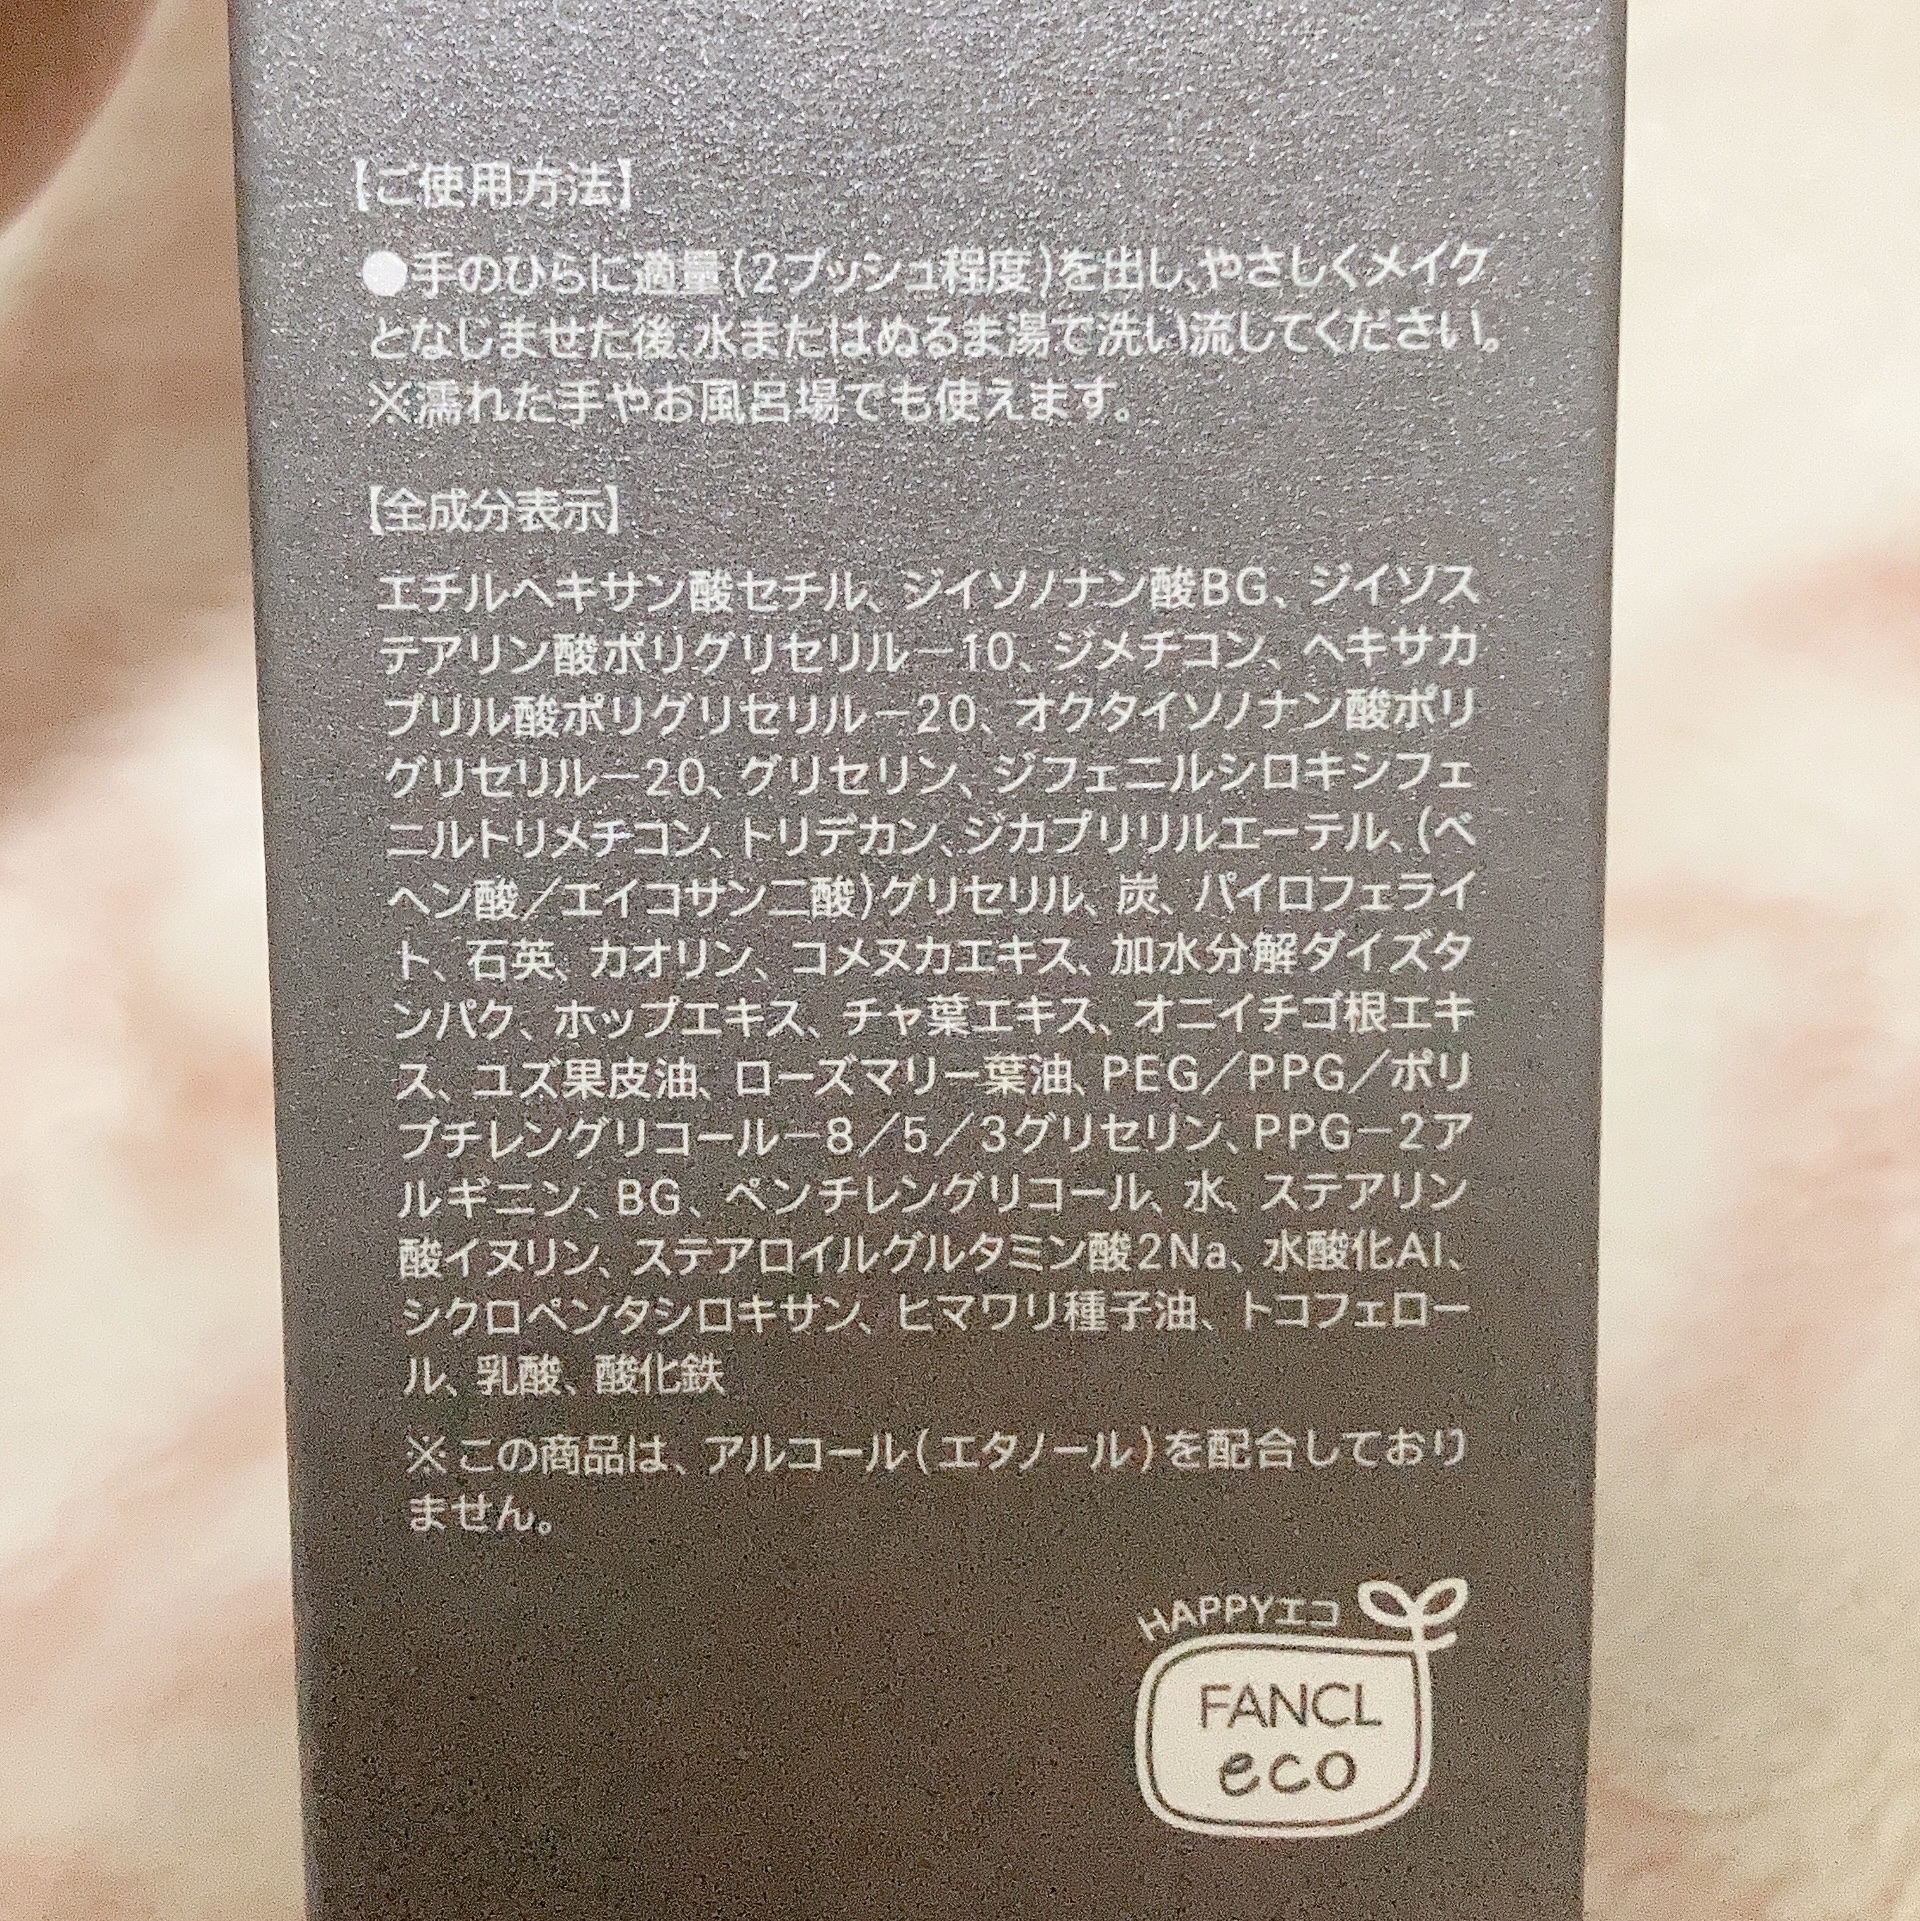 【ご使用方法】
●手のひらに適量(2プッシュ程度)を出し、やさしくメイク
となじませた後、水またはぬるま湯で洗い流してください。
※濡れた手やお風呂場でも使えます。
【全成分表示】
エチルヘキサン酸セチル、ジイソノナン酸BG、ジイソス
テアリン酸ポリグリセリル－10、ジメチコン、ヘキサカ
プリル酸ポリグリセリル－20、オクタイソノナン酸ポリ
グリセリル－20、グリセリン、ジフェニルシロキシフェ
ニルトリメチコン、トリデカン、ジカプリリルエーテル、(ベ
ヘン酸／エイコサン二酸)グリセリル、炭、パイロフェライ
ト、石英、カオリン、コメヌカエキス、加水分解ダイズタ
ンパク、ホップエキス、チャ葉エキス、オニイチゴ根エキ
ス、ユズ果皮油、ローズマリー葉油、PEG／PPG／ポリ
ブチレングリコール－8／5／3グリセリン、PPG－2ア
ルギニン、BG、ペンチレングリコール、水、ステアリン
酸イヌリン、ステアロイルグルタミン酸2Na、水酸化Al、
シクロペンタシロキサン、ヒマワリ種子油、トコフェロー
ル、乳酸、酸化鉄
※この商品は、アルコール(エタノール)を配合しており
ません。
HAPPYエコ
FANCL
eco